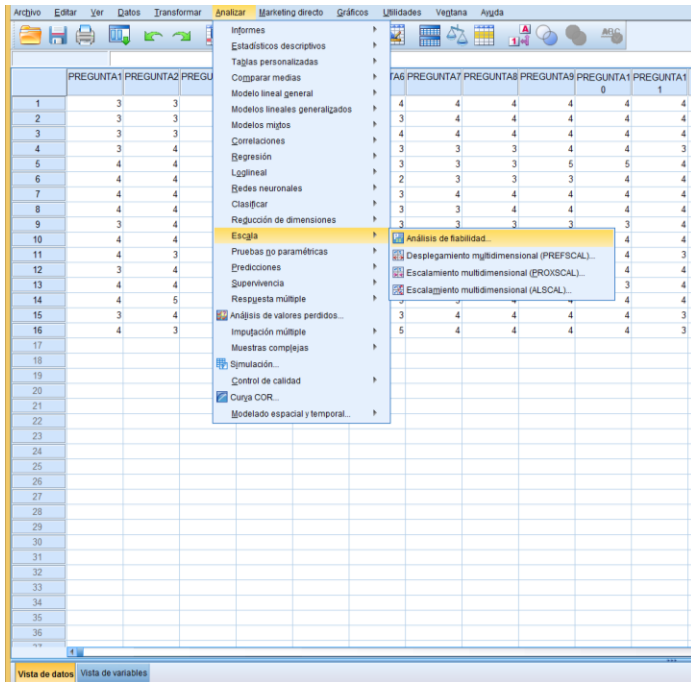 Archivo Editar Ver Datos Transformar Analizar Marketing directo Gráficos Utilidades Ventana Ayuda
Informes
Estadísticos descriptivos
Tablas personalizadas
Comparar medias
Modelo lineal general
Modelos lineales generalizados
Modelos mixtos
Correlaciones
Regresión
Loglineal
Redes neuronales
Clasificar
Reducción de dimensiones
Escala
Pruebas no paramétricas
Predicciones
Supervivencia
Respuesta múltiple
Análisis de valores perdidos...
Imputación múltiple
Muestras complejas
Simulación...
Control de calidad
Curva COR...
Modelado espacial y temporal...
Análisis de fiabilidad...
Desplegamiento multidimensional (PREFSCAL)...
Escalamiento multidimensional (PROXSCAL)...
Escalamiento multidimensional (ALSCAL)...
PREGUNTA1 PREGUNTA2 PREGU TA6 PREGUNTA7 PREGUNTA8 PREGUNTA9 PREGUNTA10 PREGUNTA11
1 3 3 4 4 4 4 4 4
2 3 3 3 4 4 4 4 4
3 3 3 4 4 4 4 4 4
4 3 4 3 3 3 4 4 3
5 4 4 3 3 3 5 5 4
6 4 4 2 3 3 3 4 4
7 4 4 3 4 4 4 4 4
8 4 4 3 3 4 4 4 4
9 3 4 3 3 3 3 4 3
10 4 4 4 4
11 4 3 4 3
12 3 4 4 4
13 4 4 3 4
14 4 5 4 4 4 4
15 3 4 3 4 4 4 4 3
16 4 3 5 4 4 4 4 3
17
18
19
20
21
22
23
24
25
26
27
28
29
30
31
32
33
34
35
36
Vista de datos Vista de variables